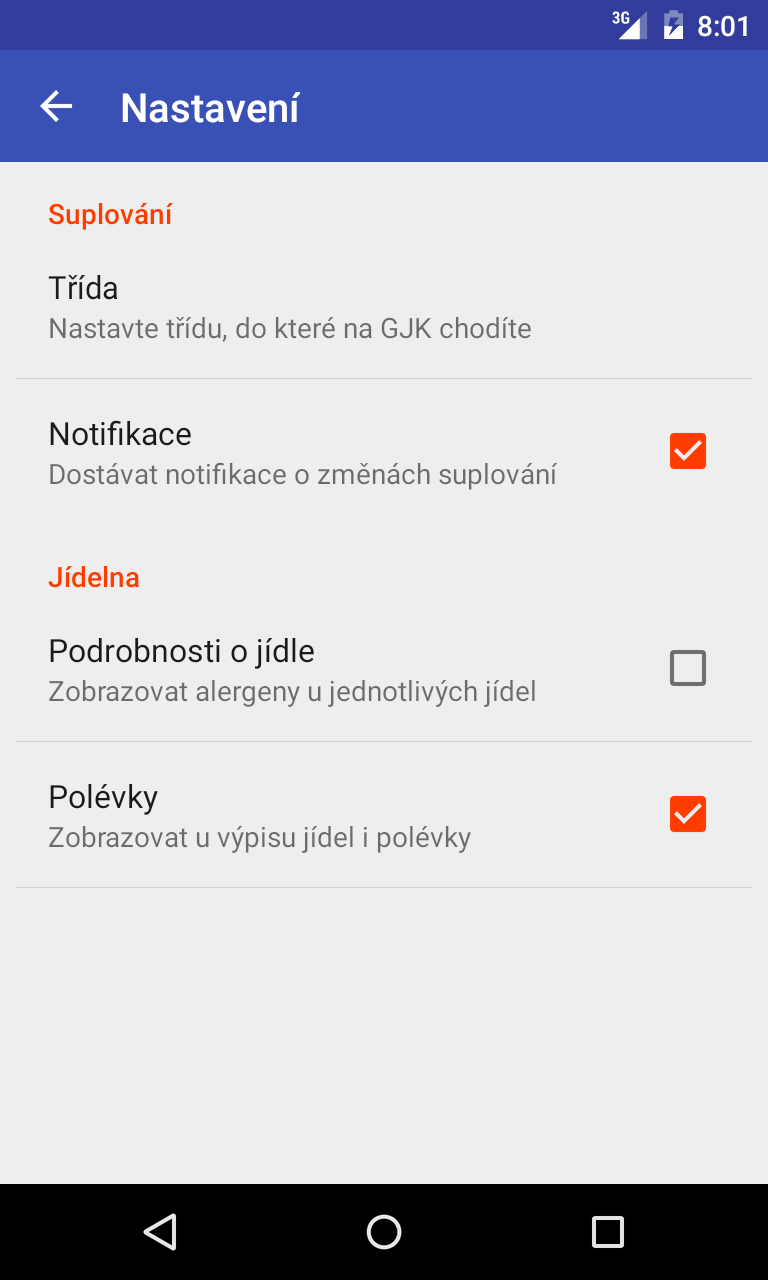 3G 8:01
Nastavení
Suplování
Třída
Nastavte třídu, do které na GJK chodíte
Notifikace
Dostávat notifikace o změnách suplování
Jídelna
Podrobnosti o jídle
Zobrazovat alergeny u jednotlivých jídel
Polévky
Zobrazovat u výpisu jídel i polévky